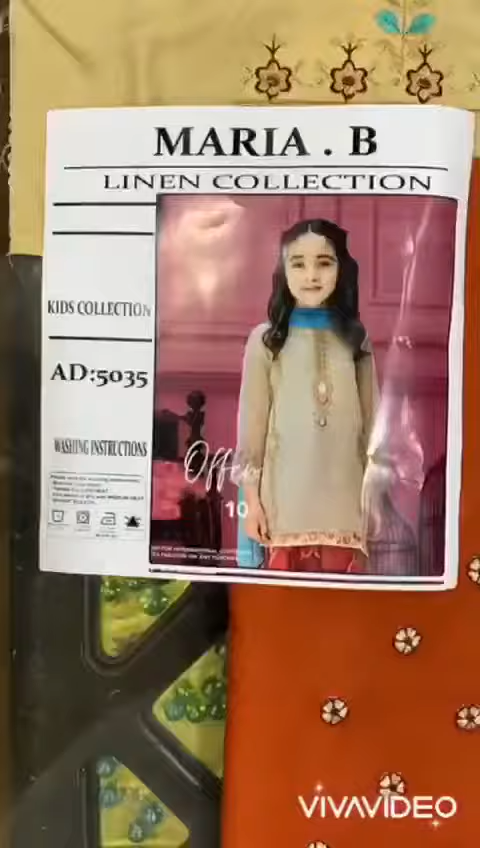 MARIA . B
LINEN COLLECTION
KIDS COLLECTION
AD:5035
WASHING INSTRUCTIONS
Offer
10
VIVAVIDEO